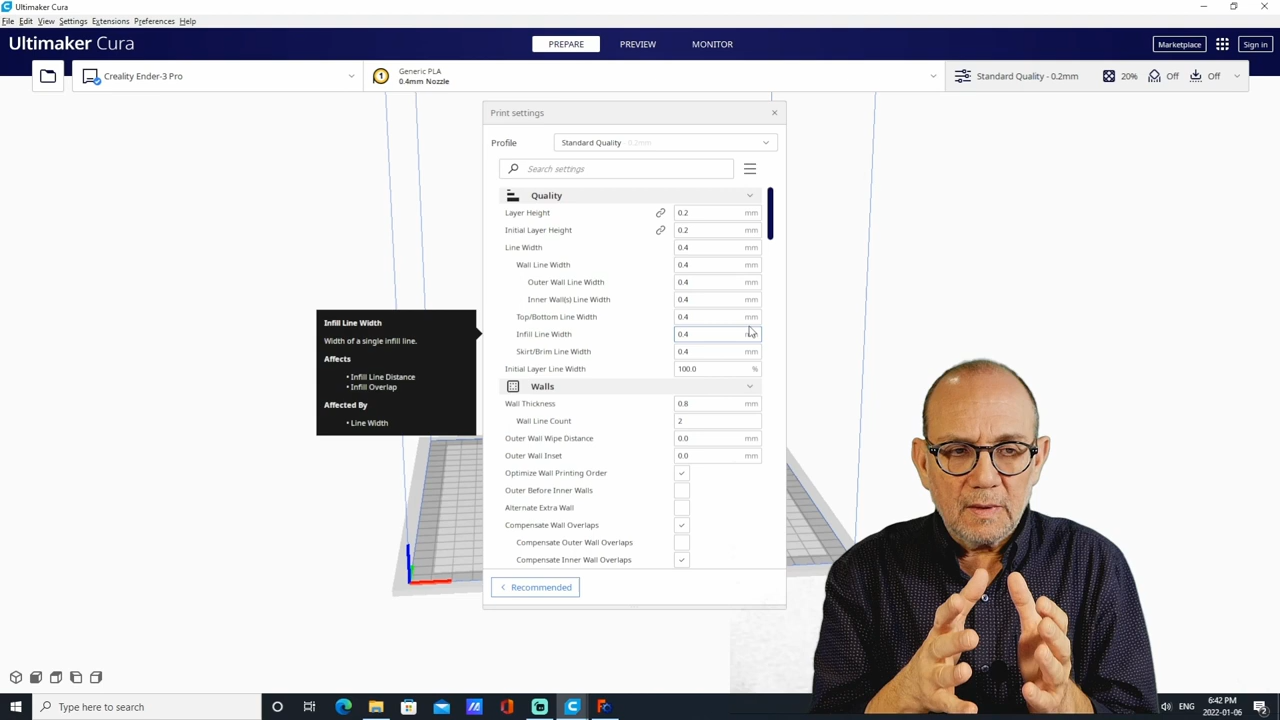 Ultimaker Cura
File Edit View Settings Extensions Preferences Help
Ultimaker Cura
PREPARE
PREVIEW
MONITOR
Marketplace
Sign in
Creality Ender-3 Pro
1
Generic PLA
0.4mm Nozzle
Standard Quality - 0.2mm
20%
Off
Off
Print settings
Profile
Standard Quality - 0.2mm
Search settings
Quality
Layer Height 0.2 mm
Initial Layer Height 0.2 mm
Line Width 0.4 mm
Wall Line Width 0.4 mm
Outer Wall Line Width 0.4 mm
Inner Wall(s) Line Width 0.4 mm
Top/Bottom Line Width 0.4 mm
Infill Line Width 0.4 mm
Skirt/Brim Line Width 0.4 mm
Initial Layer Line Width 100.0 %
Walls
Wall Thickness 0.8 mm
Wall Line Count 2
Outer Wall Wipe Distance 0.0 mm
Outer Wall Inset 0.0 mm
Optimize Wall Printing Order
Outer Before Inner Walls
Alternate Extra Wall
Compensate Wall Overlaps
Compensate Outer Wall Overlaps
Compensate Inner Wall Overlaps
Recommended
Infill Line Width
Width of a single infill line.
Affects
• Infill Line Distance
• Infill Overlap
Affected By
• Line Width
Type here to search
ENG
6:42 PM
2022-01-06
2